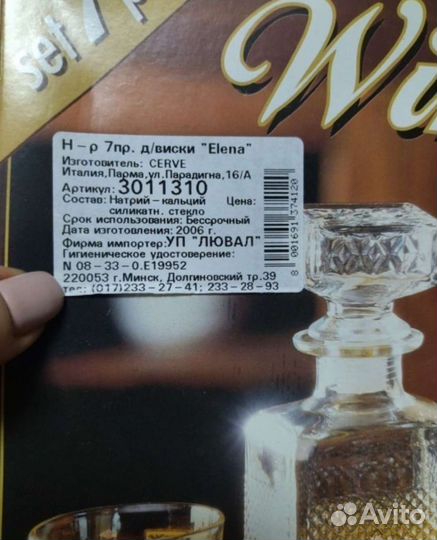 set 7 p
Wi
Н-р 7пр. д/виски "Elena"
Изготовитель: CERVE
Италия,Парма,ул.Парадигна,16/А
Артикул: 3011310
Состав: Натрий-кальций Цена:
силикатн. стекло
Срок использования: Бессрочный
Дата изготовления: 2006 г.
Фирма импортер:УП "ЛЮВАЛ"
Гигиеническое удостоверение:
N 08-33-0.E19952
220053 г.Минск, Долгиновский тр.39
тел: (017)233-27-41; 233-28-93
8 001691 374120
Avito